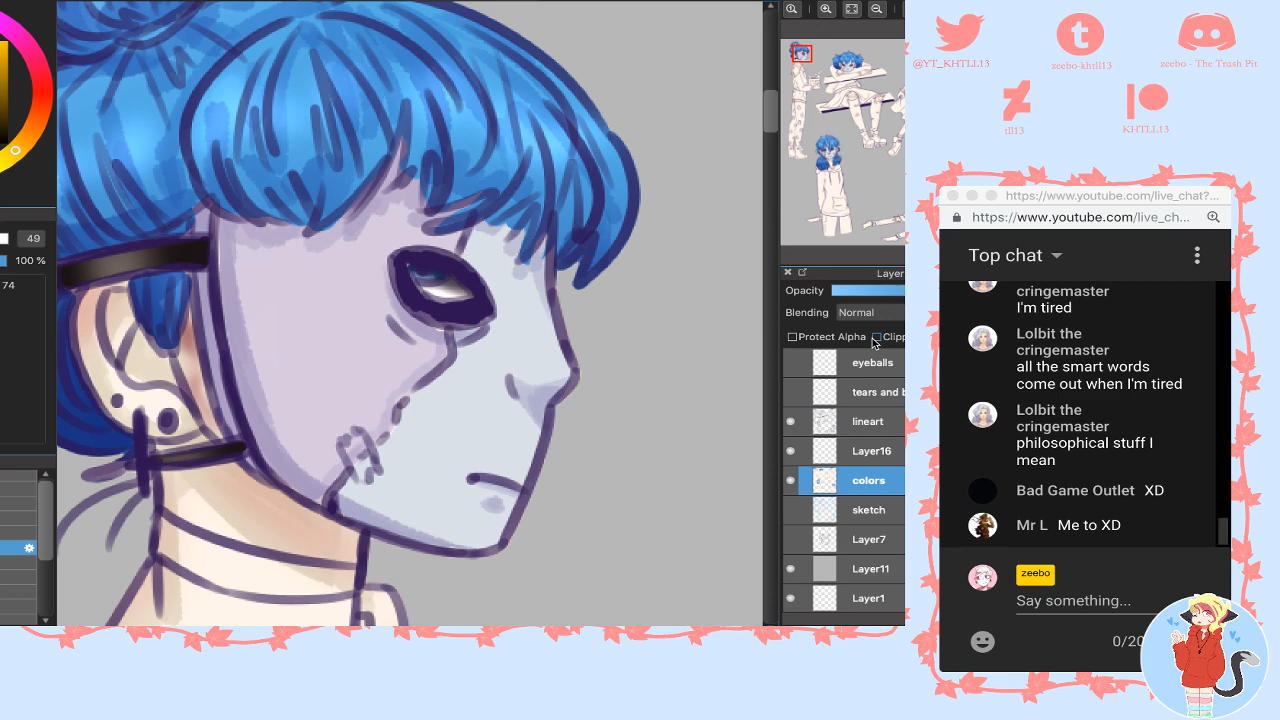 49
100 %
74
Layer
Opacity
Blending
Normal
Protect Alpha
Clipp
eyeballs
tears and b
lineart
Layer16
colors
sketch
Layer7
Layer11
Layer1
@YT_KHTLL13
zeebo-khtll13
zeebo - The Trash Pit
tll13
KHTLL13
https://www.youtube.com/live_chat?...
https://www.youtube.com/live_ch...
Top chat
cringemaster
I'm tired
Lolbit the
cringemaster
all the smart words
come out when I'm tired
Lolbit the
cringemaster
philosophical stuff I
mean
Bad Game Outlet XD
Mr L Me to XD
zeebo
Say something...
0/20